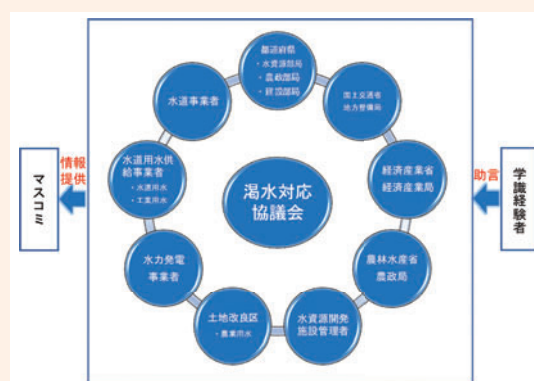 都道府県
・水資源部局
・農政部局
・建設部局
国土交通省
地方整備局
経済産業省
経済産業局
農林水産省
農政局
水資源開発
施設管理者
土地改良区
・農業用水
水力発電
事業者
水道用水供
給事業者
・水道用水
・工業用水
水道事業者
渇水対応
協議会
情報
提供
マスコミ
助言
学識経験者